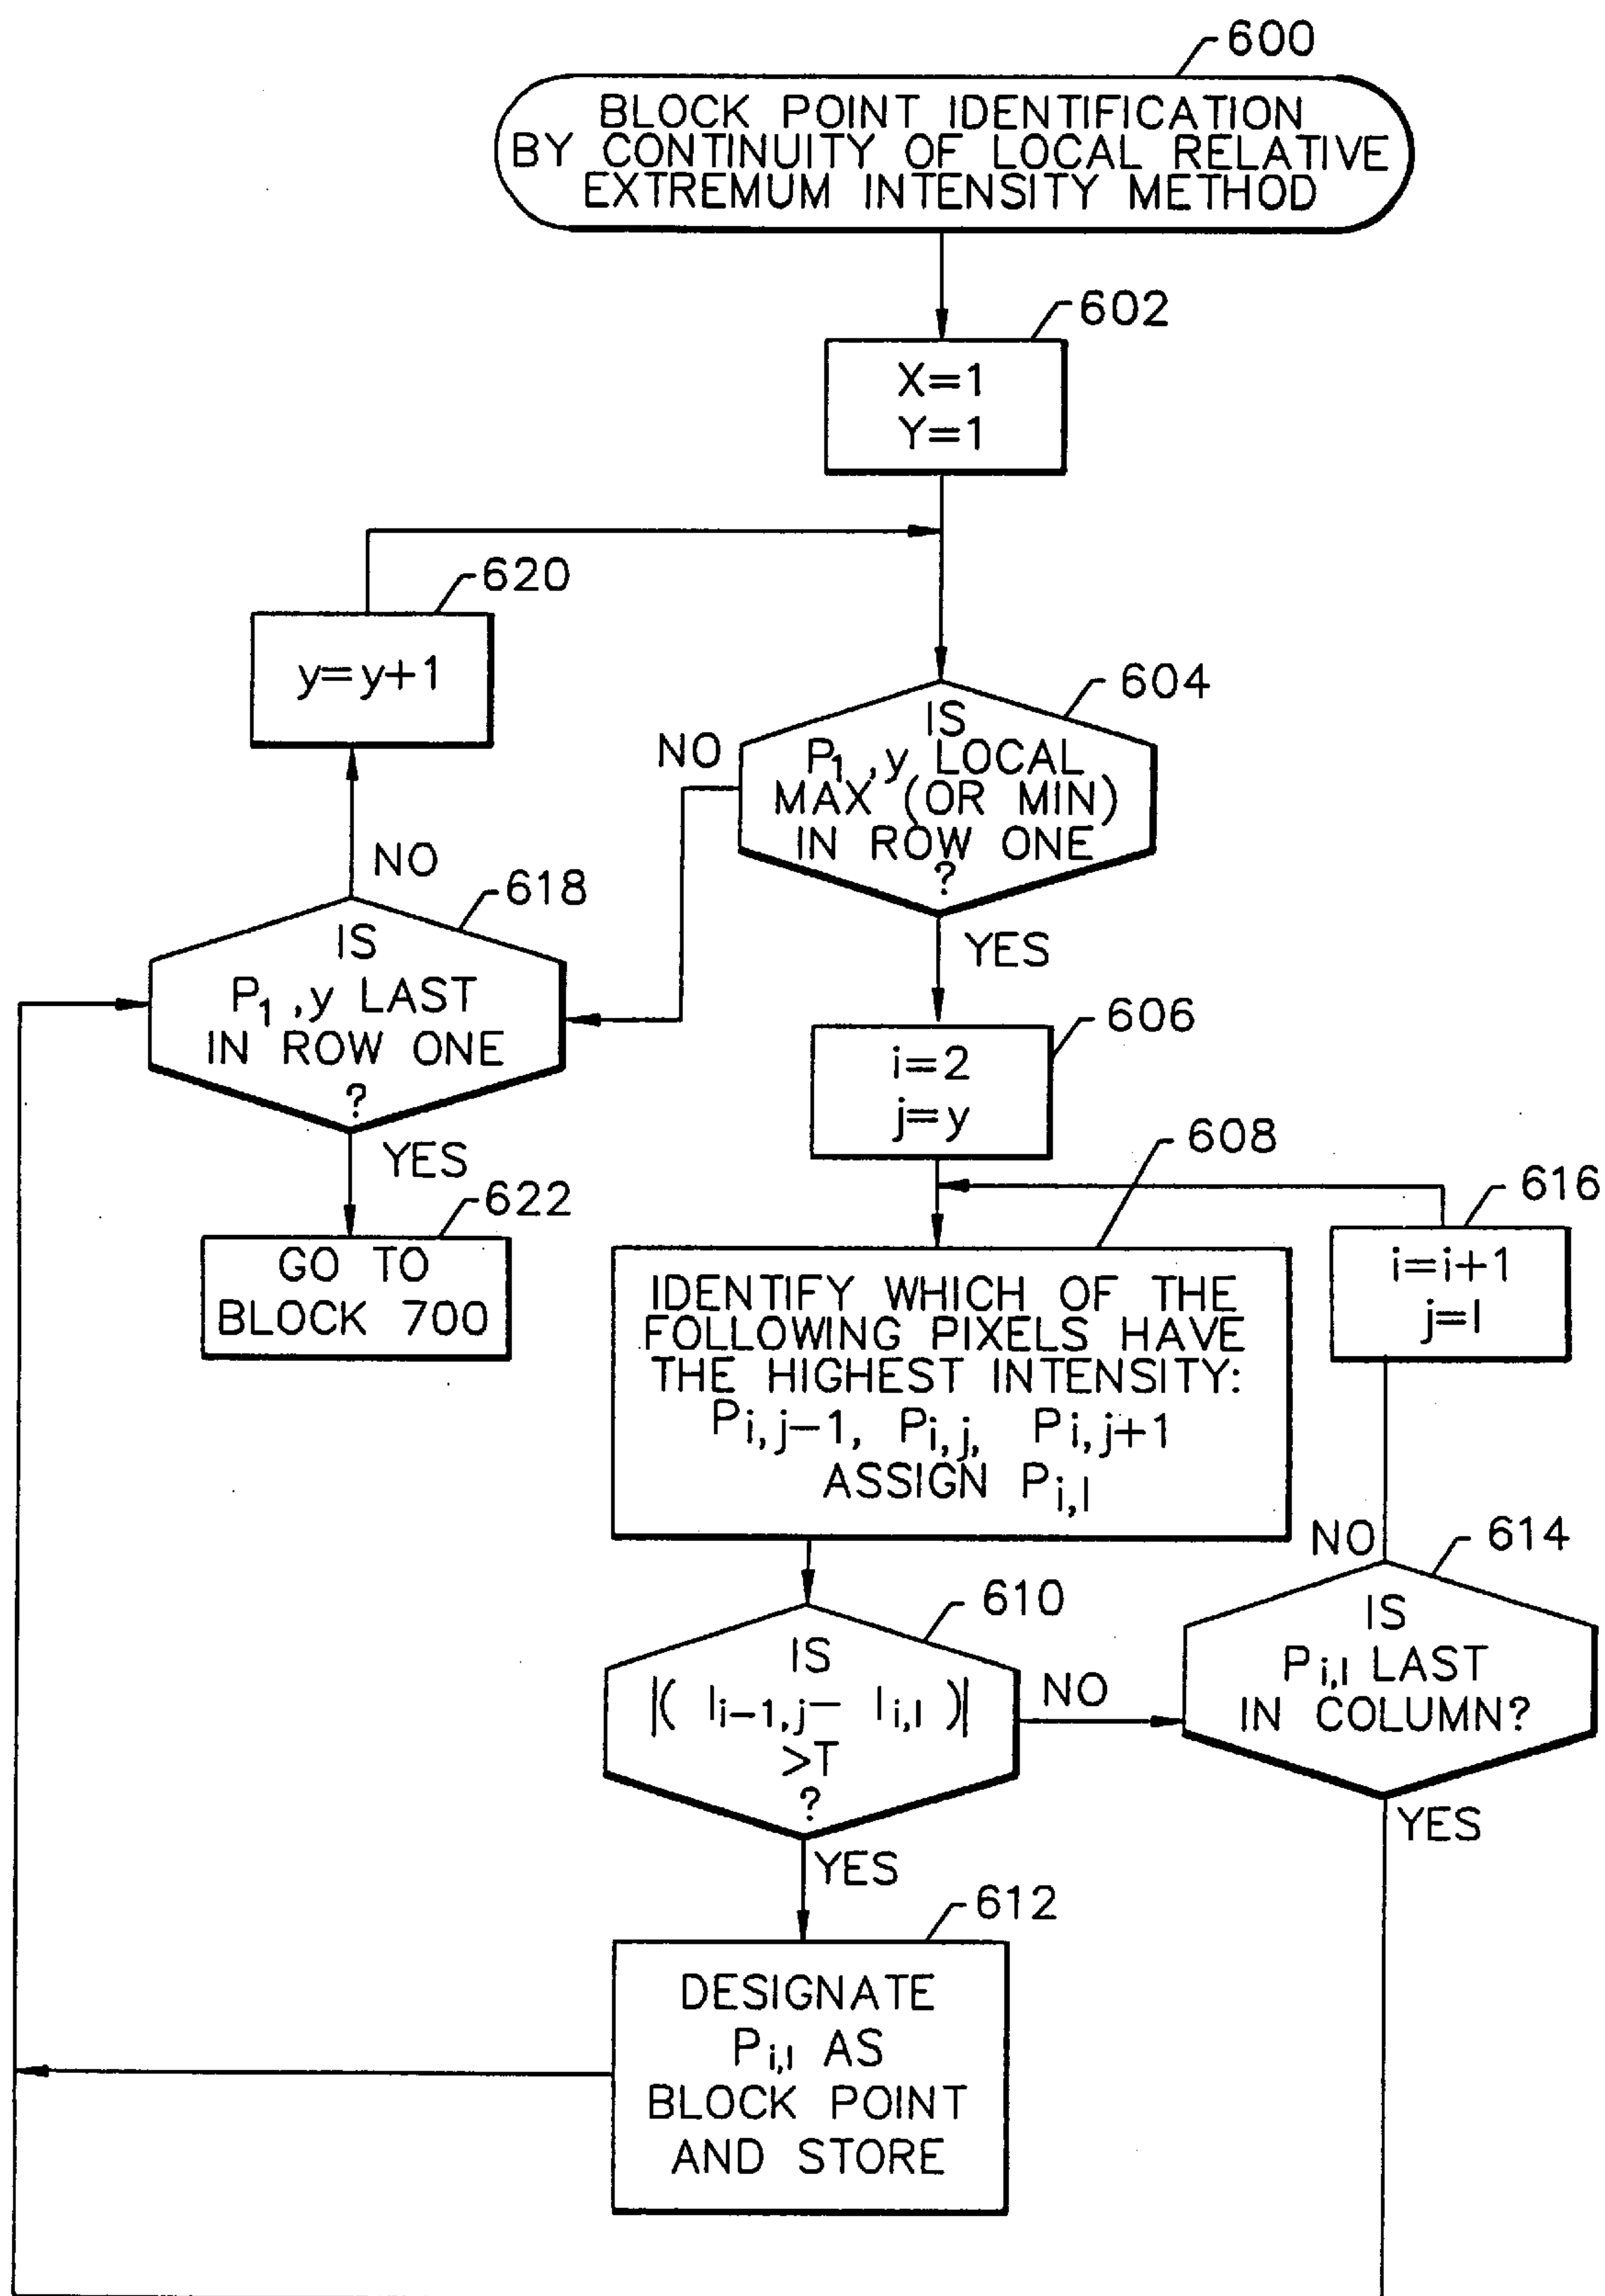 600
BLOCK POINT IDENTIFICATION
BY CONTINUITY OF LOCAL RELATIVE
EXTREMUM INTENSITY METHOD
602
X=1
Y=1
620
y=y+1
604
IS
P1,y LOCAL
MAX (OR MIN)
IN ROW ONE
?
NO
YES
NO
618
IS
P1,y LAST
IN ROW ONE
?
YES
606
i=2
j=y
622
GO TO
BLOCK 700
608
IDENTIFY WHICH OF THE
FOLLOWING PIXELS HAVE
THE HIGHEST INTENSITY:
Pi,j-1, Pi,j, Pi,j+1
ASSIGN Pi,l
616
i=i+1
j=l
NO
614
IS
Pi,l LAST
IN COLUMN?
YES
610
IS
|( Ii-1,j- Ii,l )|
>T
?
NO
YES
612
DESIGNATE
Pi,l AS
BLOCK POINT
AND STORE